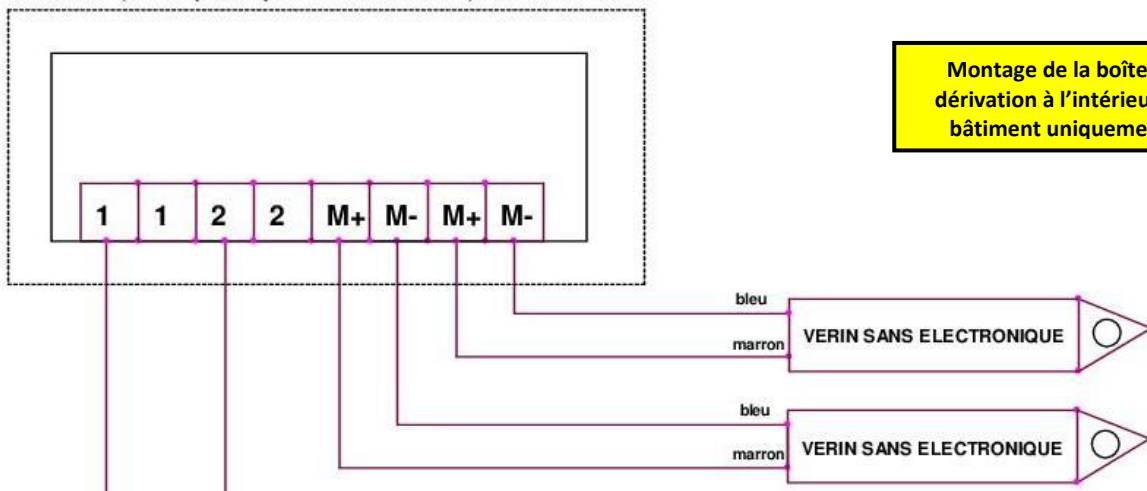 Montage de la boîte
dérivation à l'intérieu
bâtiment uniqueme
1 1 2 2 M+ M- M+ M-
bleu
marron
VERIN SANS ELECTRONIQUE
bleu
marron
VERIN SANS ELECTRONIQUE